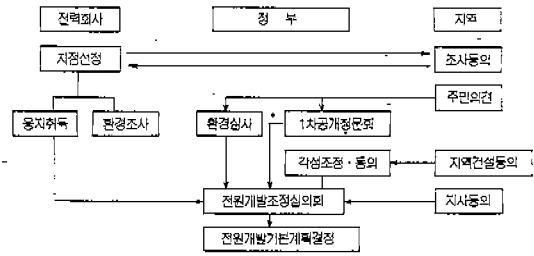 전력회사
정 부
지역
지점선정
조사동의
주민의견
용지취득
환경조사
환경심사
1차공개청문회
각성조정·동의
지역건설동의
전원개발조정심의회
지사동의
전원개발기본계획결정